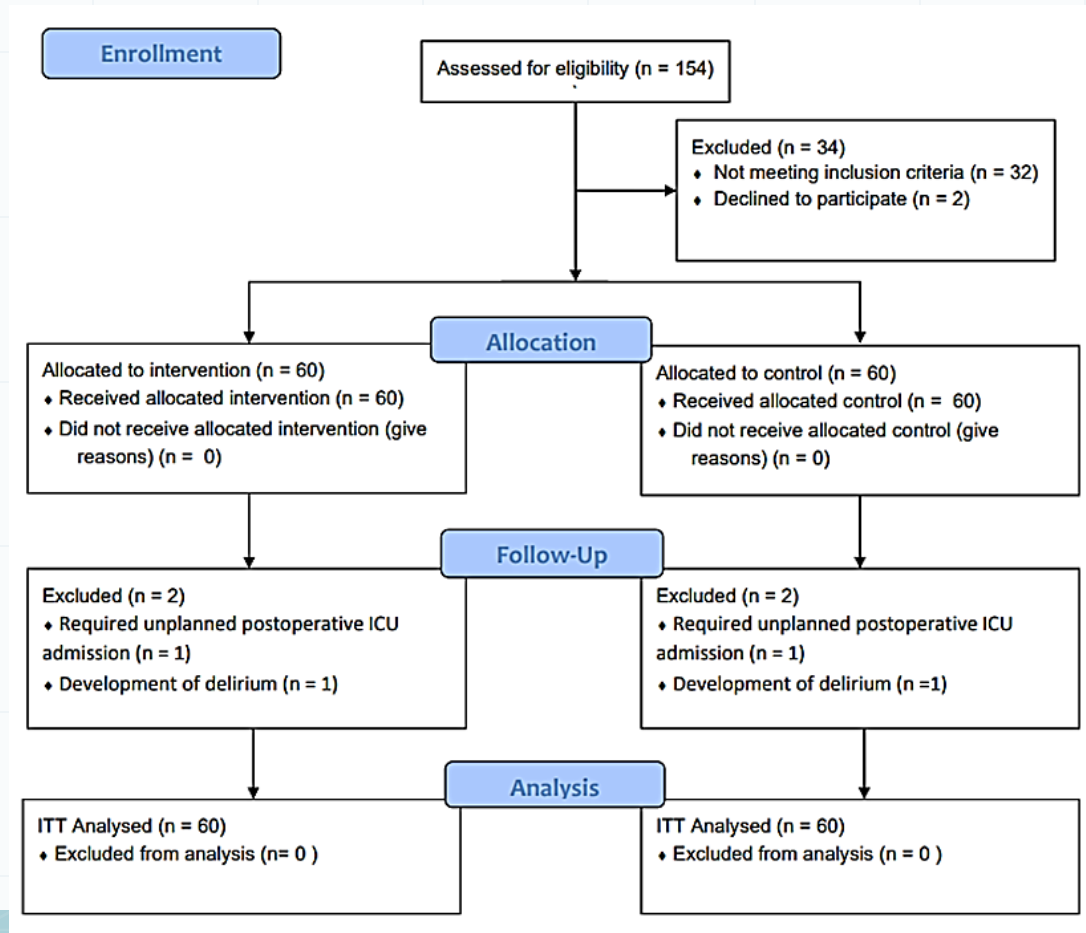 Enrollment
Assessed for eligibility (n = 154)
Excluded (n = 34)
⬧ Not meeting inclusion criteria (n = 32)
⬧ Declined to participate (n = 2)
Allocation
Allocated to intervention (n = 60)
⬧ Received allocated intervention (n = 60)
⬧ Did not receive allocated intervention (give
reasons) (n =  0)
Allocated to control (n = 60)
⬧ Received allocated control (n =  60)
⬧ Did not receive allocated control (give
reasons) (n = 0)
Follow-Up
Excluded (n = 2)
⬧ Required unplanned postoperative ICU
admission (n = 1)
⬧ Development of delirium (n = 1)
Excluded (n = 2)
⬧ Required unplanned postoperative ICU
admission (n = 1)
⬧ Development of delirium (n =1)
Analysis
ITT Analysed (n = 60)
⬧ Excluded from analysis (n= 0 )
ITT Analysed (n = 60)
⬧ Excluded from analysis (n = 0 )